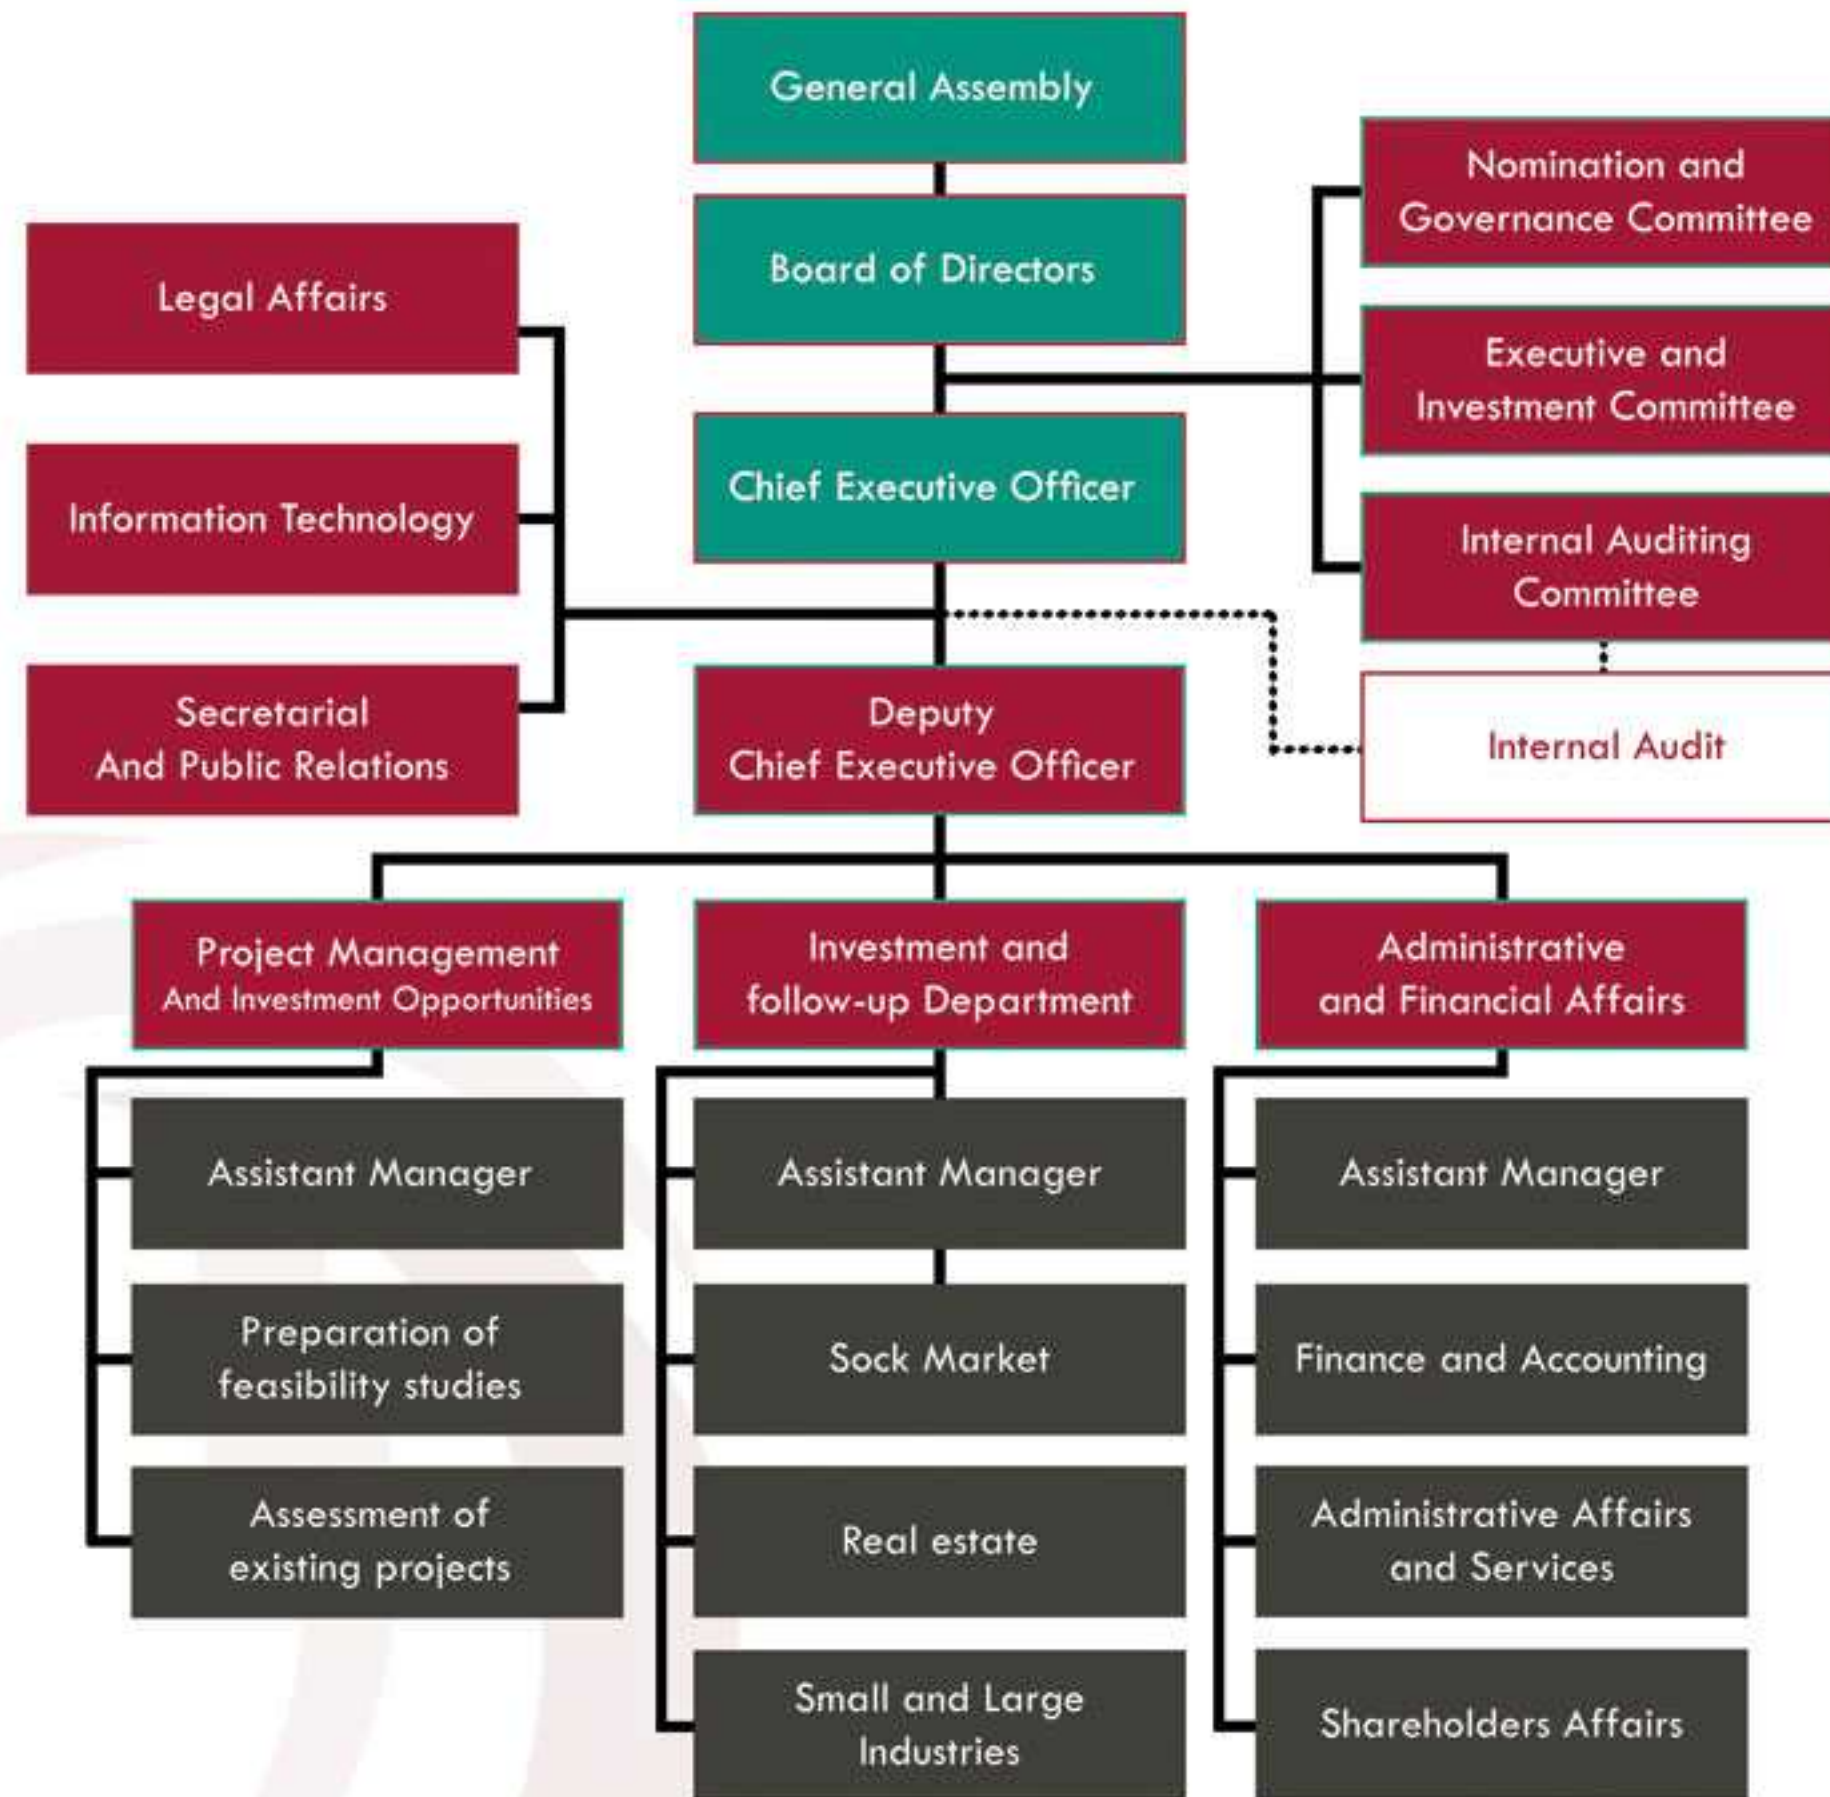 General Assembly
Nomination and
Governance Committee
Board of Directors
Legal Affairs
Executive and
Investment Committee
Chief Executive Officer
Information Technology
Internal Auditing
Committee
Secretarial
And Public Relations
Deputy
Chief Executive Officer
Internal Audit
Project Management
And Investment Opportunities
Investment and
follow-up Department
Administrative
and Financial Affairs
Assistant Manager
Assistant Manager
Assistant Manager
Preparation of
feasibility studies
Sock Market
Finance and Accounting
Assessment of
existing projects
Real estate
Administrative Affairs
and Services
Small and Large
Industries
Shareholders Affairs